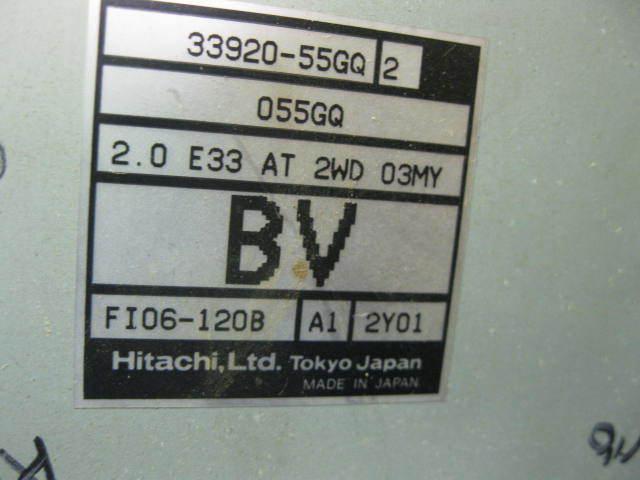 33920-55GQ 2
055GQ
2.0 E33 AT 2WD 03MY
BV
FI06-120B A1 2Y01
Hitachi,Ltd. Tokyo Japan
MADE IN JAPAN